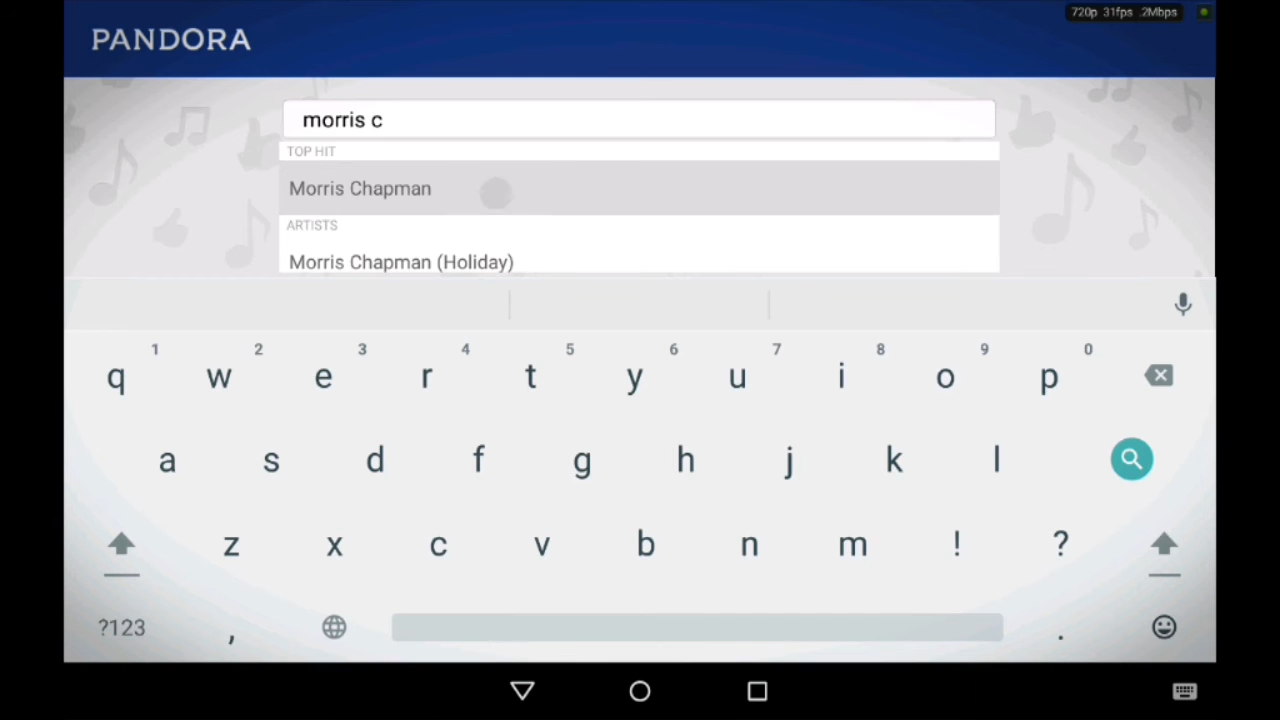 720p 31fps .2Mbps
PANDORA
morris c
TOP HIT
Morris Chapman
ARTISTS
Morris Chapman (Holiday)
1 2 3 4 5 6 7 8 9 0
q w e r t y u i o p
a s d f g h j k l
z x c v b n m ! ?
?123 , .